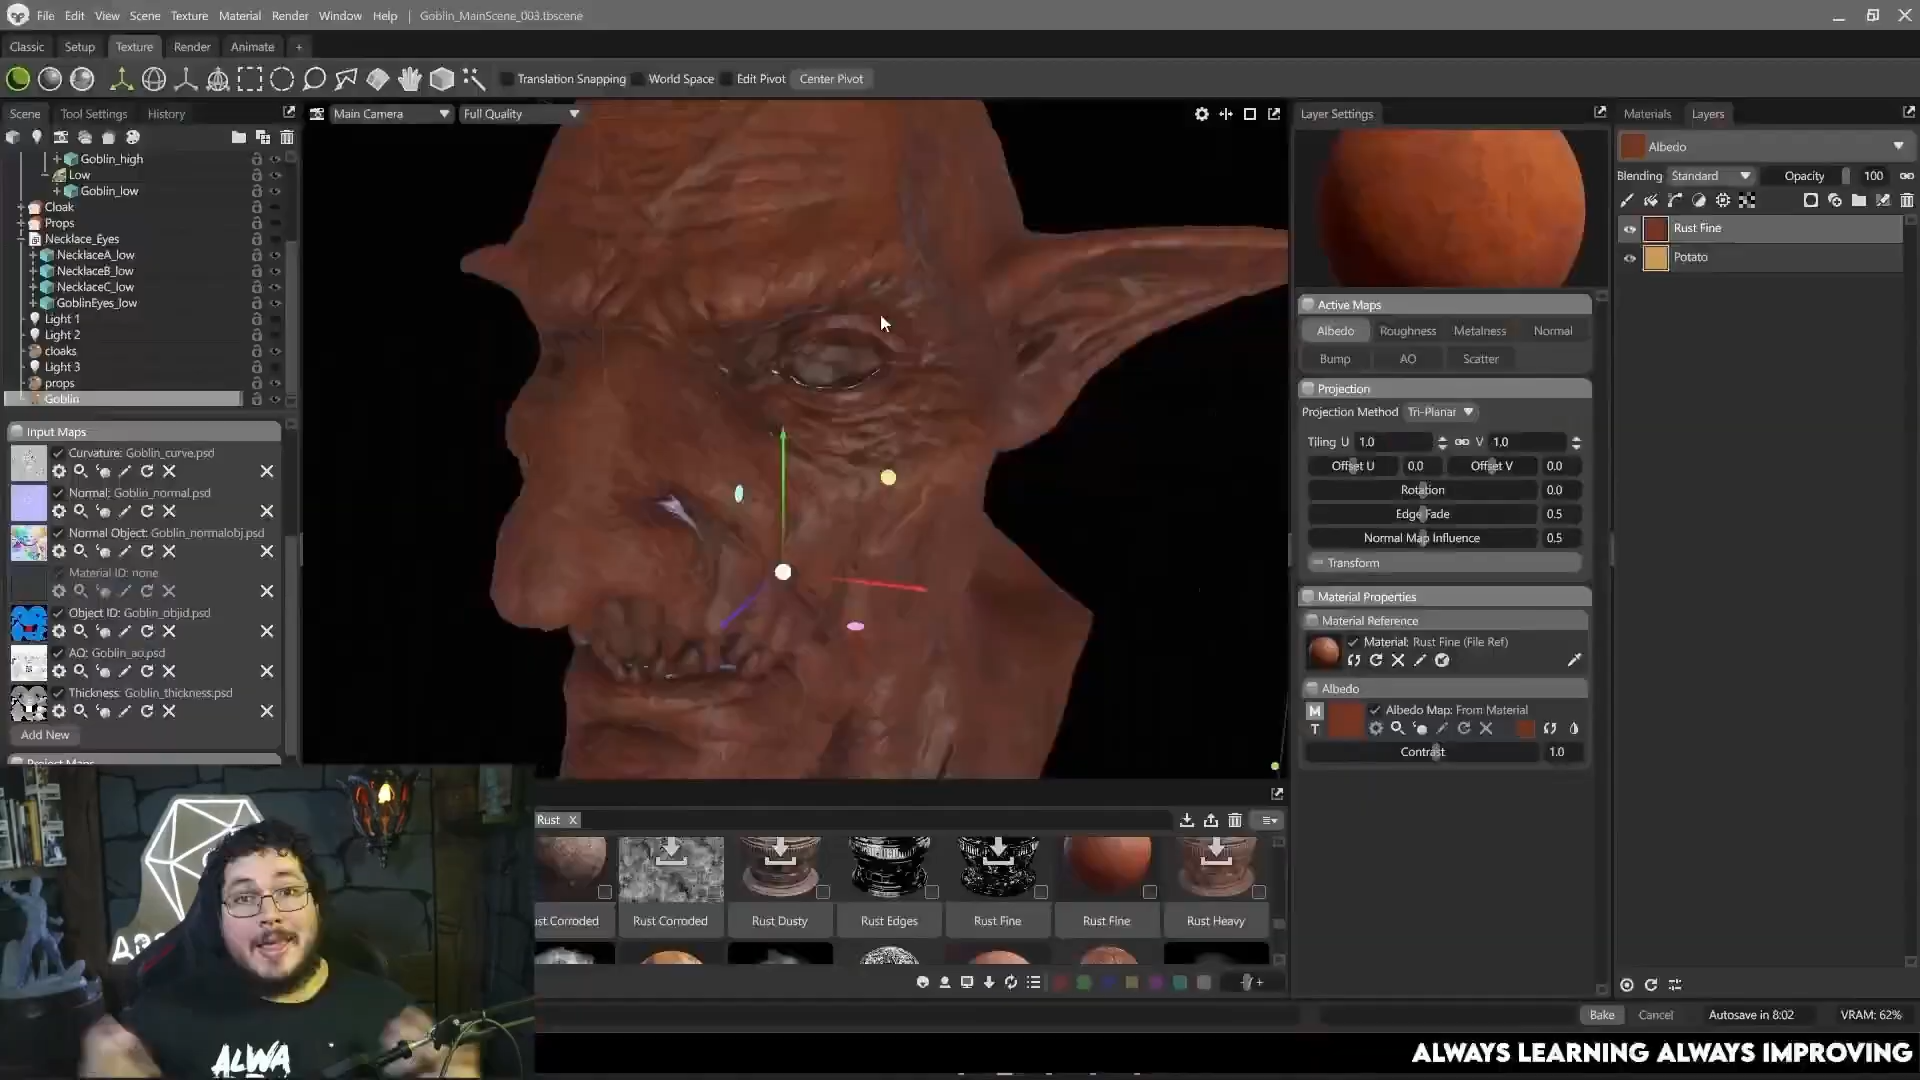 File Edit View Scene Texture Material Render Window Help Goblin_MainScene_003.tbscene
Classic Setup Texture Render Animate +
Translation Snapping World Space Edit Pivot Center Pivot
Scene Tool Settings History
Main Camera Full Quality
Goblin_high
Low
Goblin_low
Cloak
Props
Necklace_Eyes
NecklaceA_low
NecklaceB_low
NecklaceC_low
GoblinEyes_low
Light 1
Light 2
cloaks
Light 3
props
Goblin
Input Maps
Curvature: Goblin_curve.psd
Normal: Goblin_normal.psd
Normal Object: Goblin_normalobj.psd
Material ID: none
Object ID: Goblin_objid.psd
AO: Goblin_ao.psd
Thickness: Goblin_thickness.psd
Add New
Project Maps
Layer Settings
Active Maps
Albedo Roughness Metalness Normal
Bump AO Scatter
Projection
Projection Method Tri-Planar
Tiling U 1.0 V 1.0
Offset U 0.0 Offset V 0.0
Rotation 0.0
Edge Fade 0.5
Normal Map Influence 0.5
Transform
Material Properties
Material Reference
Material: Rust Fine (File Ref)
Albedo
M Albedo Map: From Material
T
Contrast 1.0
Materials Layers
Albedo
Blending Standard Opacity 100
Rust Fine
Potato
Rust X
ust Corroded Rust Corroded Rust Dusty Rust Edges Rust Fine Rust Fine Rust Heavy
Bake Cancel Autosave in 8:02 VRAM: 62%
ALWA
ALWAYS LEARNING ALWAYS IMPROVING